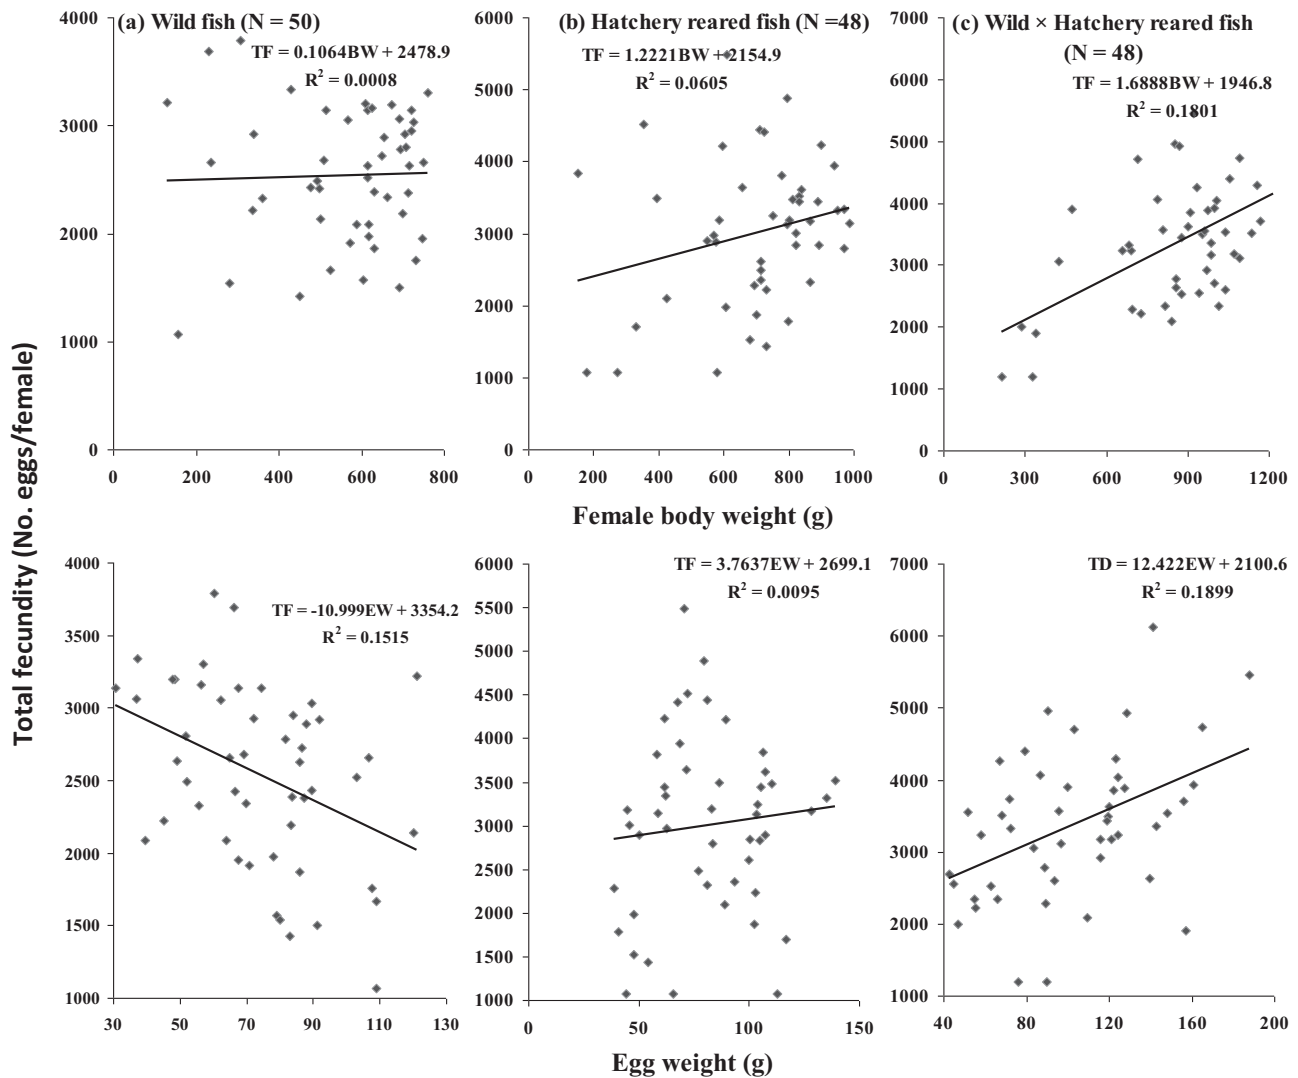 (a) Wild fish (N = 50)
TF = 0.1064BW + 2478.9
R² = 0.0008
4000
3000
2000
1000
0
0 200 400 600 800
(b) Hatchery reared fish (N =48)
TF = 1.2221BW + 2154.9
R² = 0.0605
6000
5000
4000
3000
2000
1000
0
0 200 400 600 800 1000
(c) Wild × Hatchery reared fish
(N = 48)
TF = 1.6888BW + 1946.8
R² = 0.1801
7000
6000
5000
4000
3000
2000
1000
0
0 300 600 900 1200
Female body weight (g)
Total fecundity (No. eggs/female)
TF = -10.999EW + 3354.2
R² = 0.1515
4000
3500
3000
2500
2000
1500
1000
30 50 70 90 110 130
TF = 3.7637EW + 2699.1
R² = 0.0095
6000
5500
5000
4500
4000
3500
3000
2500
2000
1500
1000
0 50 100 150
TD = 12.422EW + 2100.6
R² = 0.1899
7000
6000
5000
4000
3000
2000
1000
40 80 120 160 200
Egg weight (g)